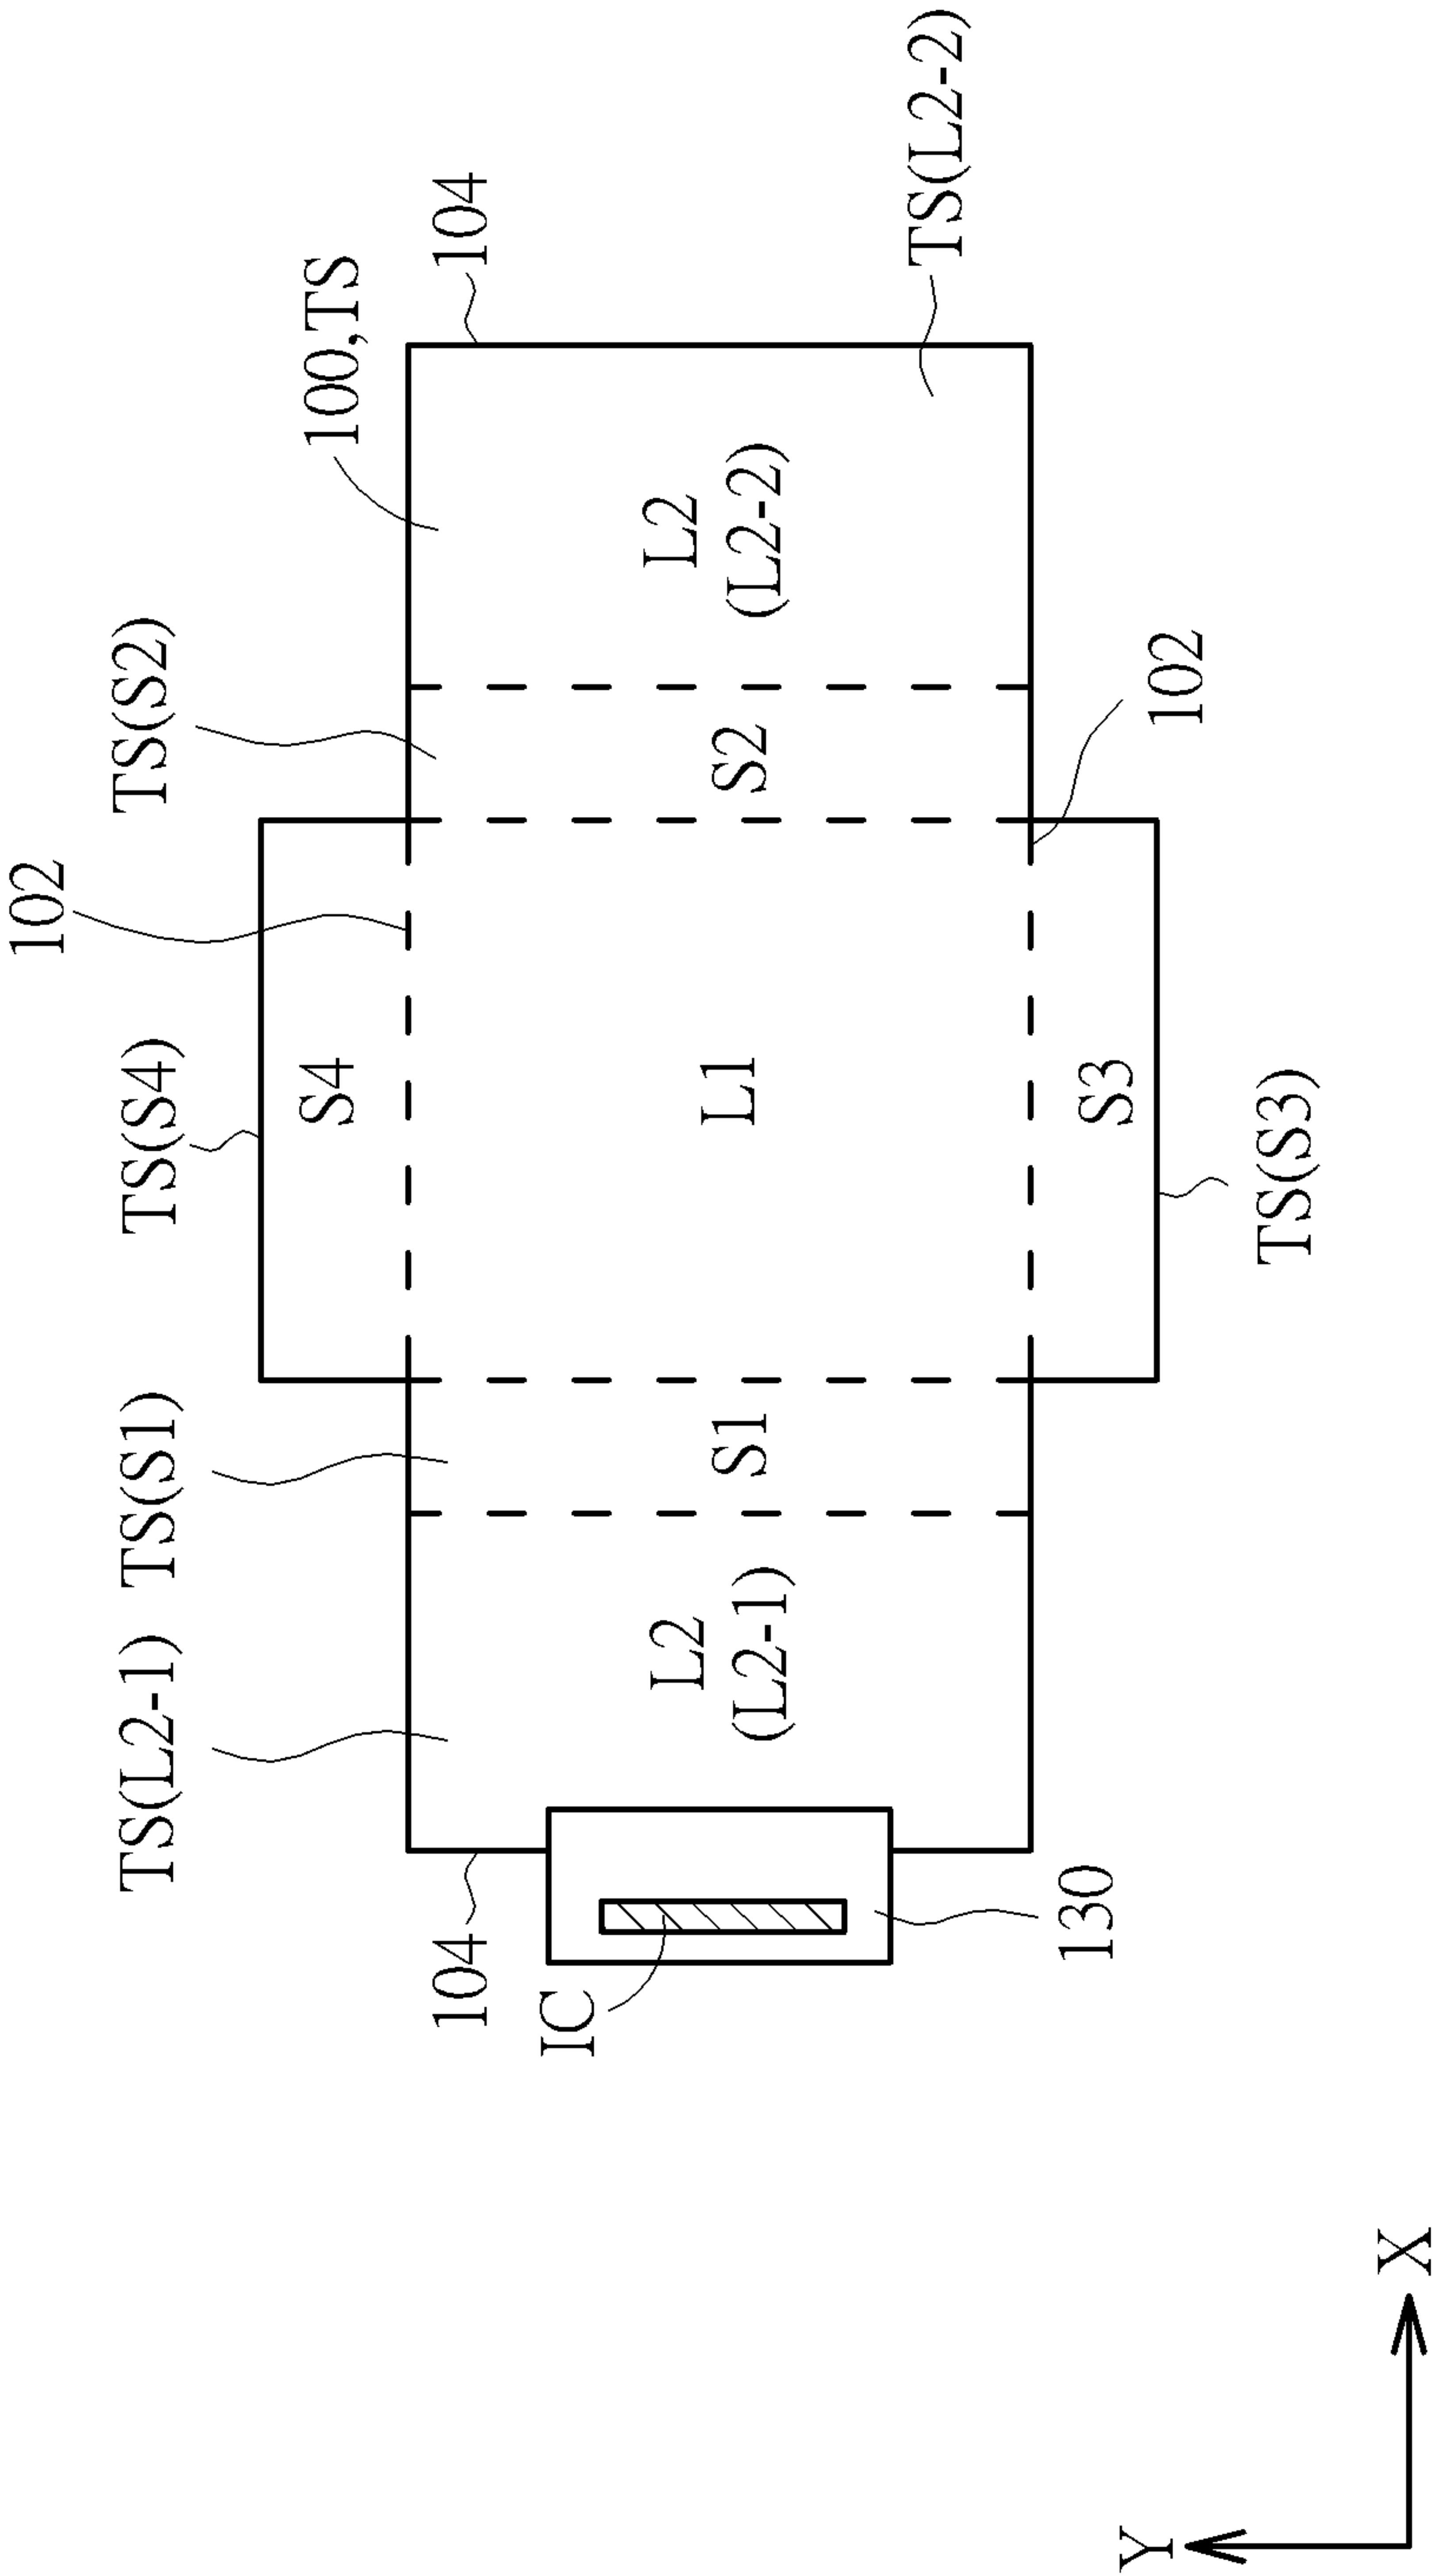 102
TS(L2-1)
TS(S1)
TS(S4)
TS(S2)
100,TS
104
104
IC
S4
L2
(L2-1)
S1
L1
S2
L2
(L2-2)
S3
130
TS(S3)
102
TS(L2-2)
Y
X